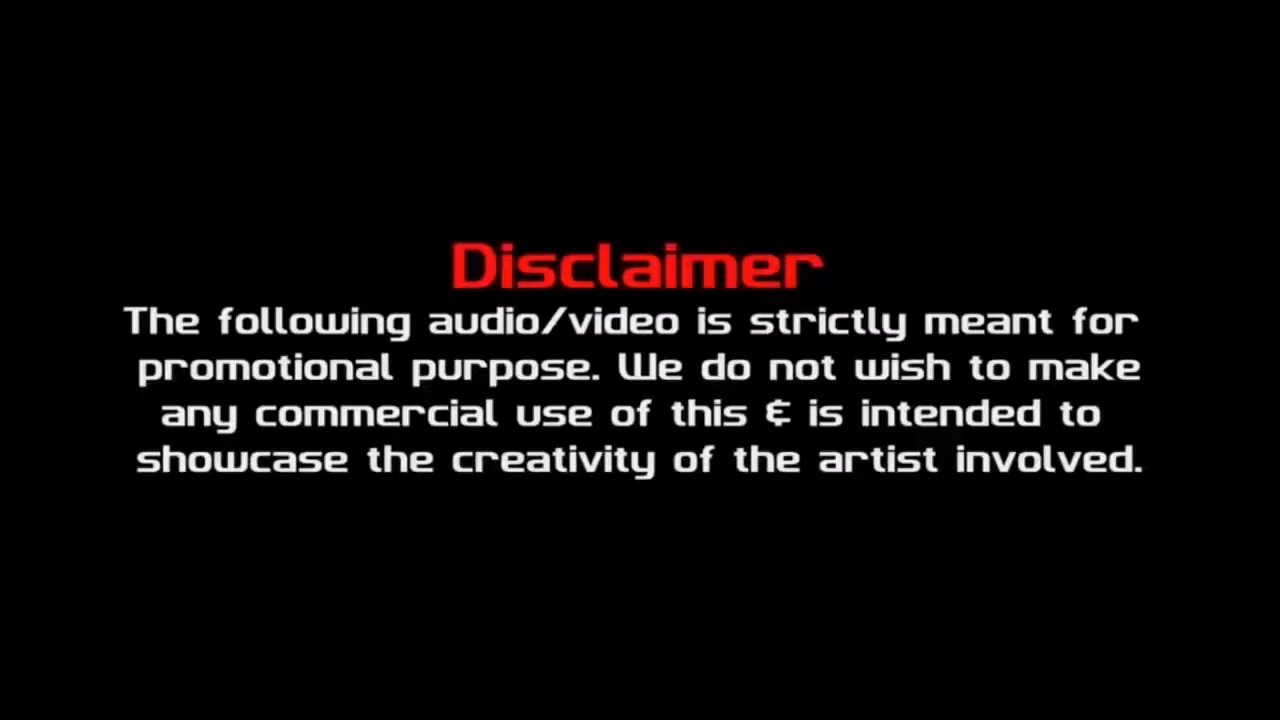 Disclaimer
The following audio/video is strictly meant for
promotional purpose. We do not wish to make
any commercial use of this & is intended to
showcase the creativity of the artist involved.